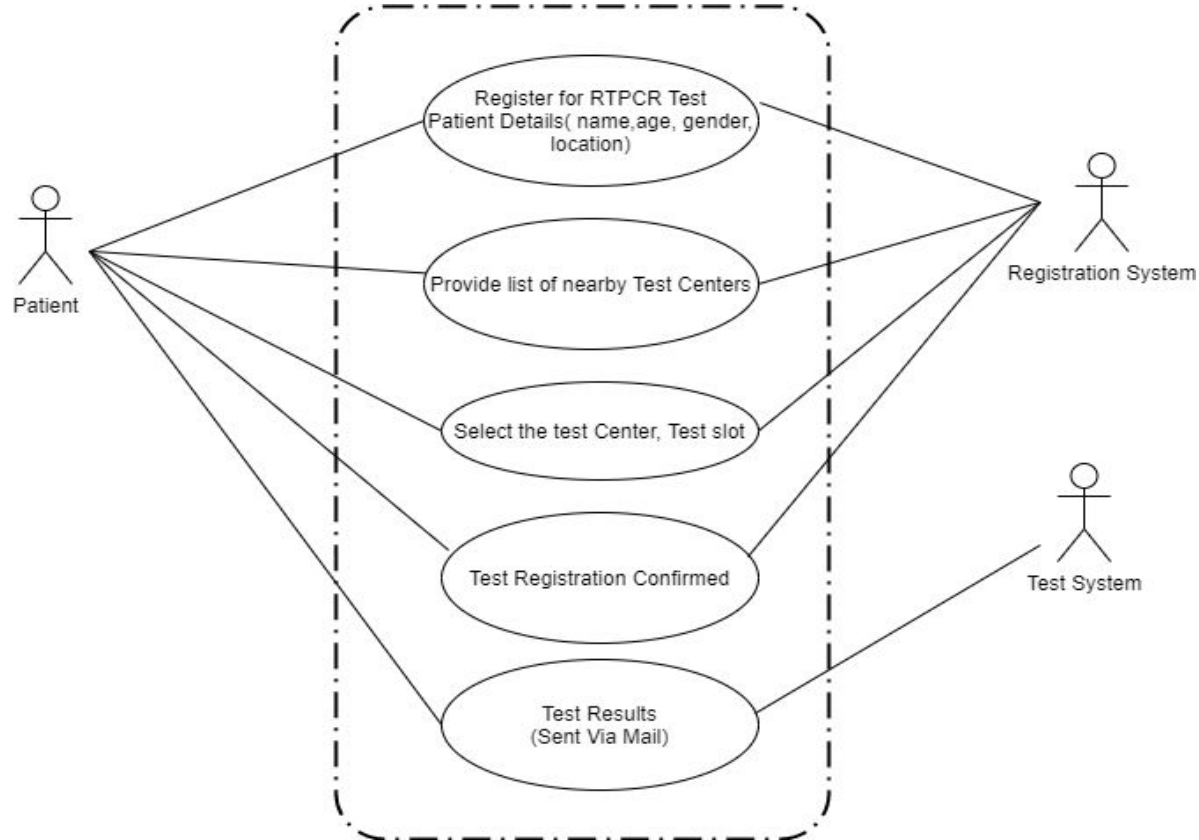 Register for RTPCR Test
Patient Details( name,age, gender,
location)
Patient
Provide list of nearby Test Centers
Registration System
Select the test Center, Test slot
Test Registration Confirmed
Test System
Test Results
(Sent Via Mail)